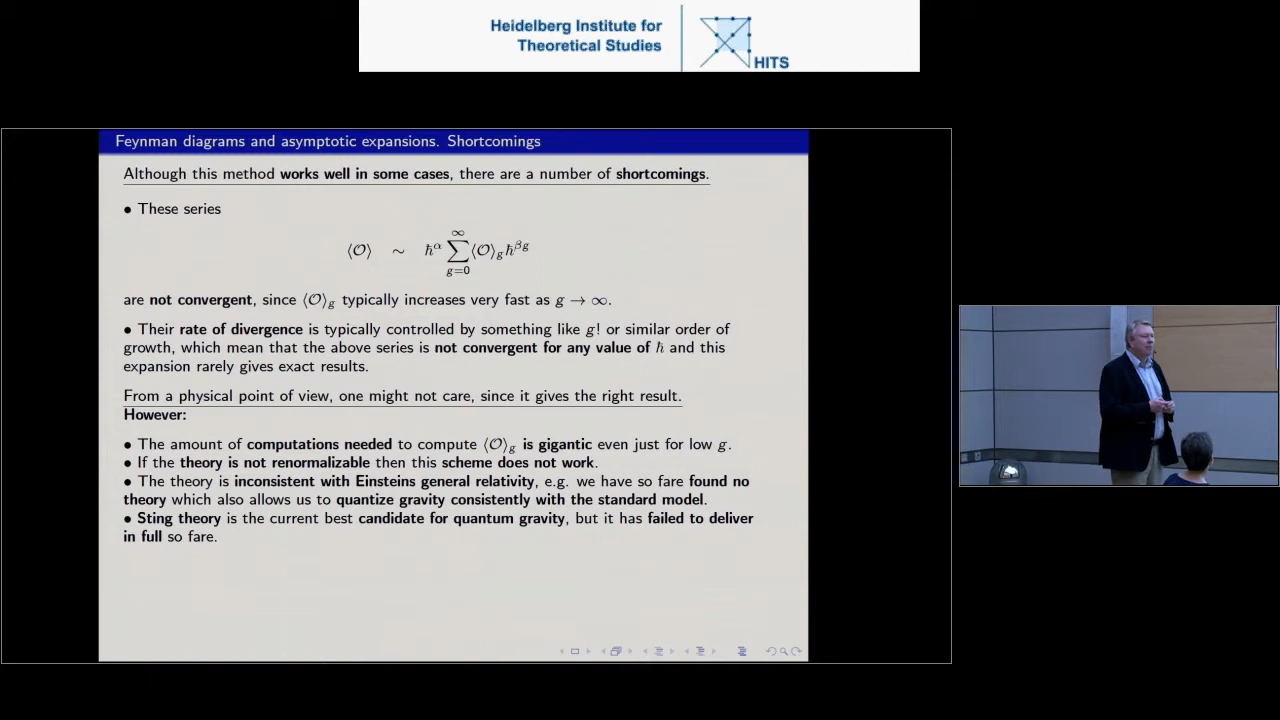 Heidelberg Institute for
Theoretical Studies
HITS
Feynman diagrams and asymptotic expansions. Shortcomings
Although this method works well in some cases, there are a number of shortcomings.
• These series
⟨𝒪⟩ ∼ ℏ^α ∑_{g=0}^{∞} ⟨𝒪⟩_g ℏ^{βg}
are not convergent, since ⟨𝒪⟩_g typically increases very fast as g → ∞.
• Their rate of divergence is typically controlled by something like g! or similar order of
growth, which mean that the above series is not convergent for any value of ℏ and this
expansion rarely gives exact results.
From a physical point of view, one might not care, since it gives the right result.
However:
• The amount of computations needed to compute ⟨𝒪⟩_g is gigantic even just for low g.
• If the theory is not renormalizable then this scheme does not work.
• The theory is inconsistent with Einsteins general relativity, e.g. we have so fare found no
theory which also allows us to quantize gravity consistently with the standard model.
• Sting theory is the current best candidate for quantum gravity, but it has failed to deliver
in full so fare.